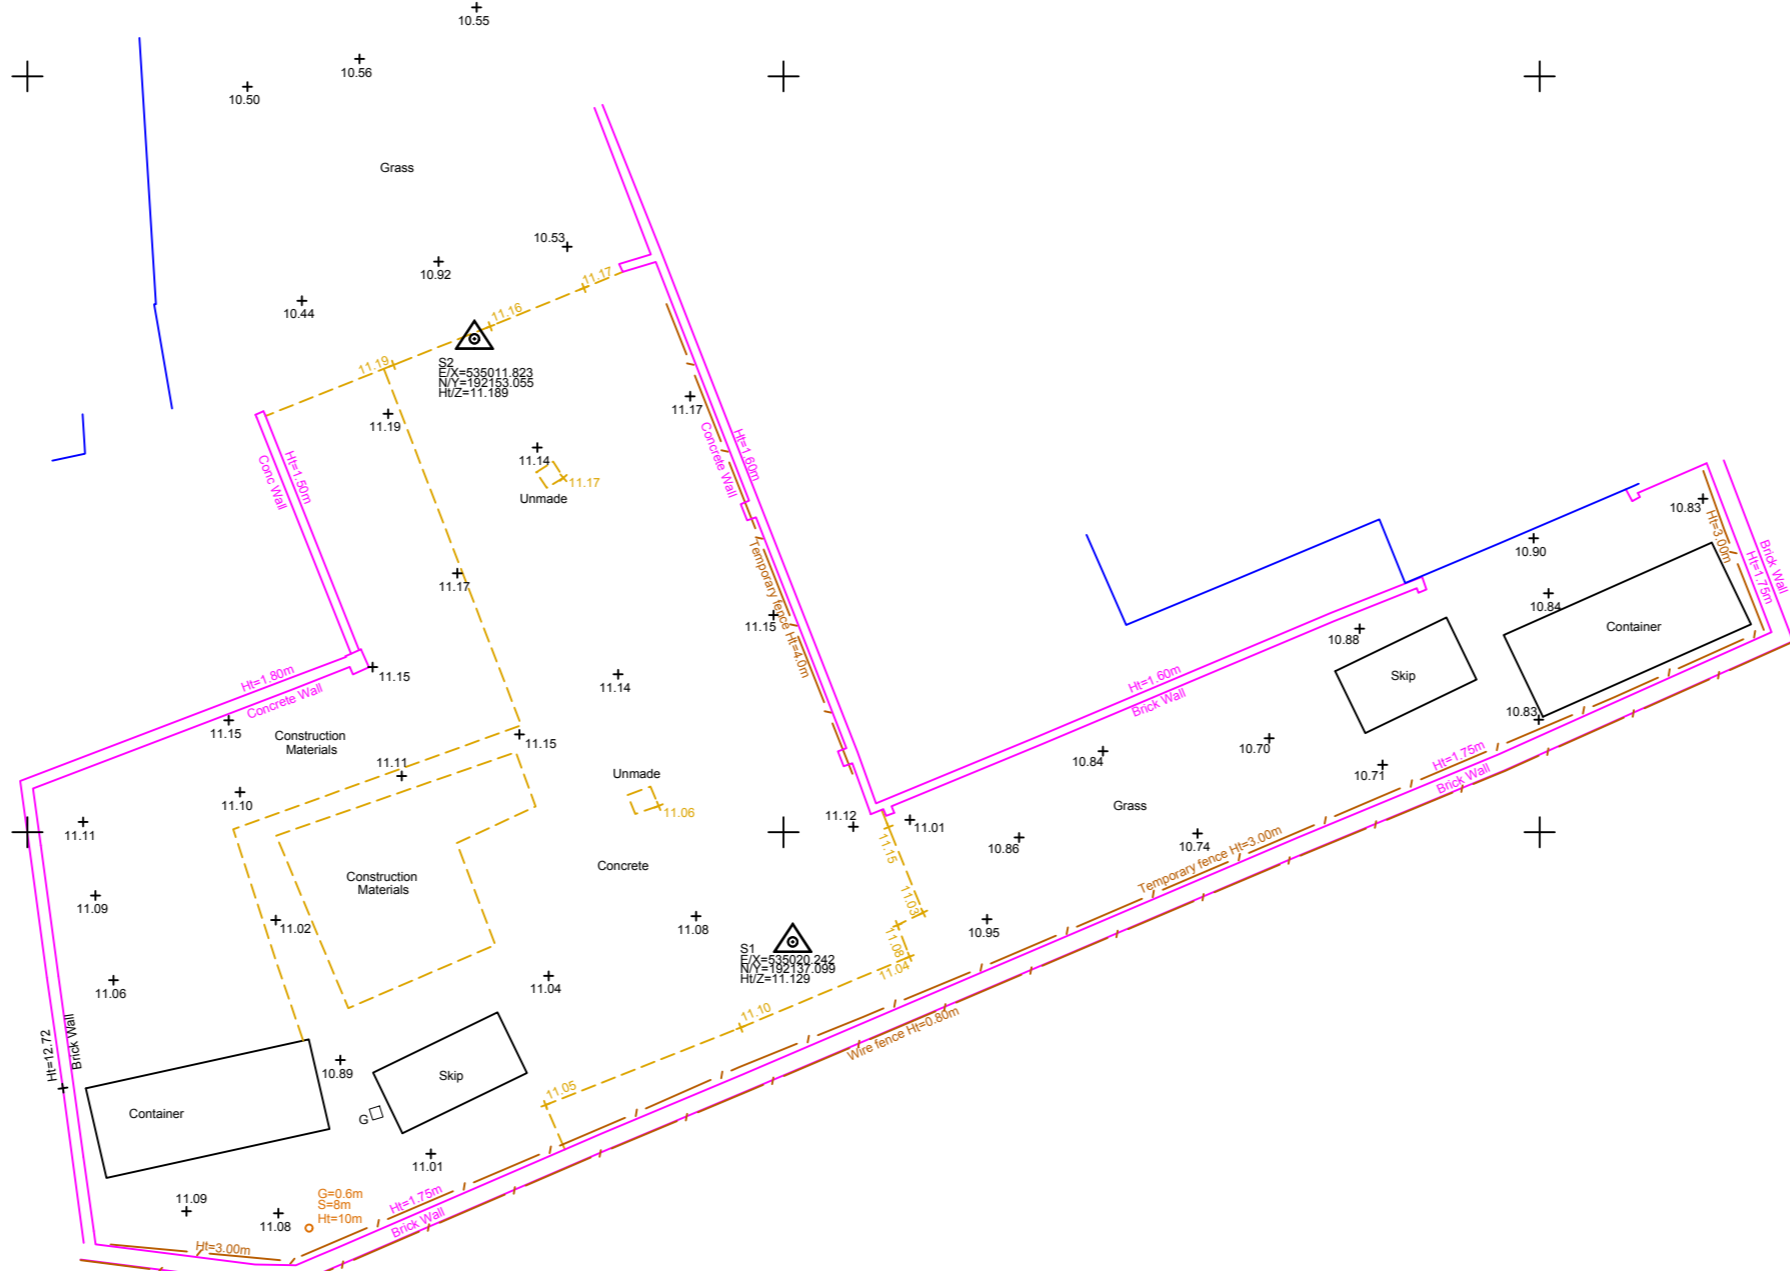 10.55
10.56
10.50
Grass
10.53
10.92
11.17
10.44
11.16
11.19
S2
E/X=535011.823
N/Y=192153.055
Ht/Z=11.189
11.17
11.19
Concrete Wall
Ht=1.60m
Conc Wall
Ht=1.50m
11.14
11.17
Unmade
10.83
Ht=3.00m
Brick Wall
Ht=1.75m
10.90
Temporary fence Ht=4.0m
11.17
10.84
11.15
10.88
Container
11.15
Ht=1.80m
Concrete Wall
11.14
Ht=1.60m
Brick Wall
Skip
10.83
11.15
Construction
Materials
11.15
10.70
10.84
Ht=1.75m
Brick Wall
10.71
11.11
Unmade
11.10
11.06
Grass
11.11
11.12
11.01
11.15
10.86
10.74
Concrete
Construction
Materials
Temporary fence Ht=3.00m
11.09
11.03
11.02
11.08
10.95
11.08
11.04
S1
E/X=535020.242
N/Y=192137.099
Ht/Z=11.129
11.06
11.04
11.10
Wire fence Ht=0.80m
Ht=12.72
Brick Wall
10.89
Skip
11.05
Container
G
11.01
11.09
11.08
G=0.6m
S=8m
Ht=10m
Ht=1.75m
Brick Wall
Ht=3.00m